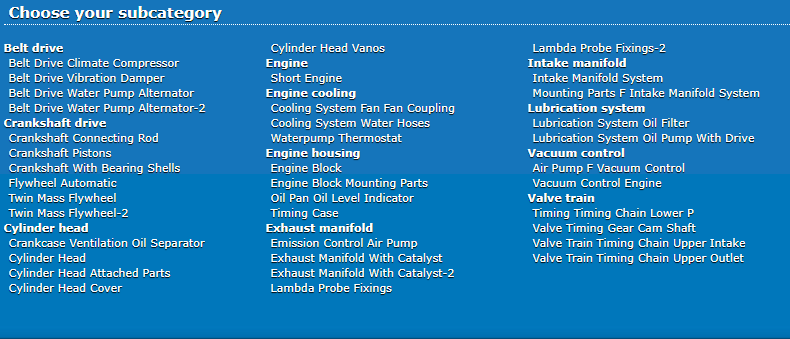 Choose your subcategory
Belt drive
Belt Drive Climate Compressor
Belt Drive Vibration Damper
Belt Drive Water Pump Alternator
Belt Drive Water Pump Alternator-2
Crankshaft drive
Crankshaft Connecting Rod
Crankshaft Pistons
Crankshaft With Bearing Shells
Flywheel Automatic
Twin Mass Flywheel
Twin Mass Flywheel-2
Cylinder head
Crankcase Ventilation Oil Separator
Cylinder Head
Cylinder Head Attached Parts
Cylinder Head Cover
Cylinder Head Vanos
Engine
Short Engine
Engine cooling
Cooling System Fan Fan Coupling
Cooling System Water Hoses
Waterpump Thermostat
Engine housing
Engine Block
Engine Block Mounting Parts
Oil Pan Oil Level Indicator
Timing Case
Exhaust manifold
Emission Control Air Pump
Exhaust Manifold With Catalyst
Exhaust Manifold With Catalyst-2
Lambda Probe Fixings
Lambda Probe Fixings-2
Intake manifold
Intake Manifold System
Mounting Parts F Intake Manifold System
Lubrication system
Lubrication System Oil Filter
Lubrication System Oil Pump With Drive
Vacuum control
Air Pump F Vacuum Control
Vacuum Control Engine
Valve train
Timing Timing Chain Lower P
Valve Timing Gear Cam Shaft
Valve Train Timing Chain Upper Intake
Valve Train Timing Chain Upper Outlet